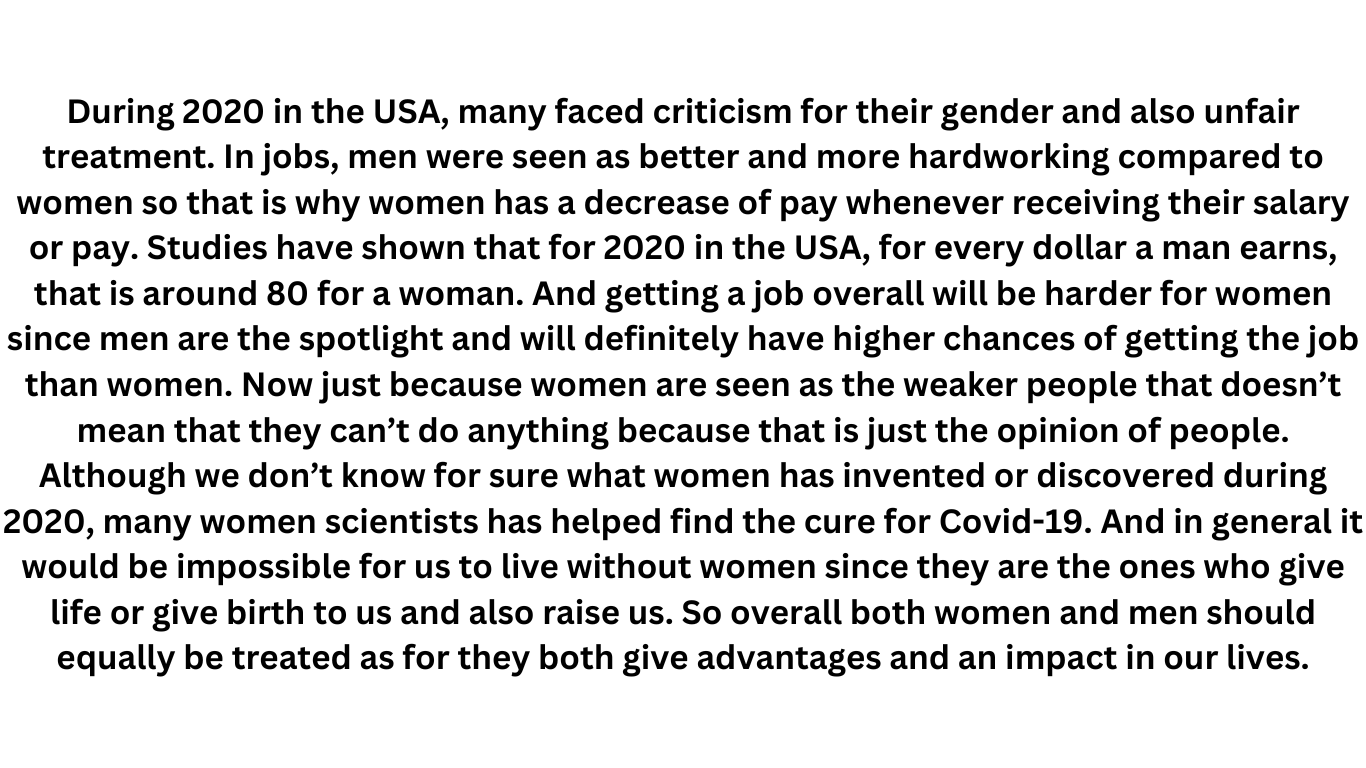 During 2020 in the USA, many faced criticism for their gender and also unfair
treatment. In jobs, men were seen as better and more hardworking compared to
women so that is why women has a decrease of pay whenever receiving their salary
or pay. Studies have shown that for 2020 in the USA, for every dollar a man earns,
that is around 80 for a woman. And getting a job overall will be harder for women
since men are the spotlight and will definitely have higher chances of getting the job
than women. Now just because women are seen as the weaker people that doesn’t
mean that they can’t do anything because that is just the opinion of people.
Although we don’t know for sure what women has invented or discovered during
2020, many women scientists has helped find the cure for Covid-19. And in general it
would be impossible for us to live without women since they are the ones who give
life or give birth to us and also raise us. So overall both women and men should
equally be treated as for they both give advantages and an impact in our lives.